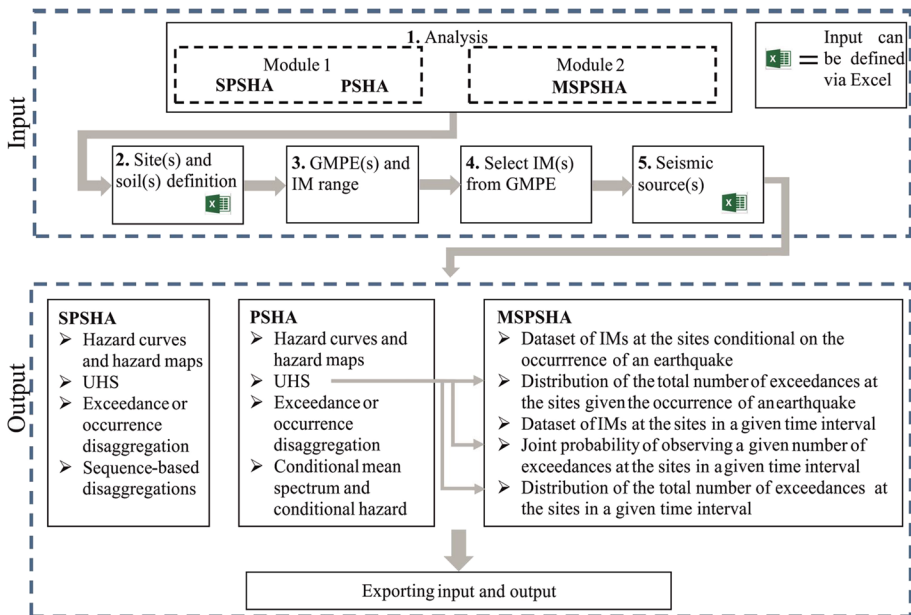 Input
1. Analysis
Module 1
SPSHA PSHA
Module 2
MSPSHA
Input can
be defined
via Excel
2. Site(s) and
soil(s) definition
3. GMPE(s) and
IM range
4. Select IM(s)
from GMPE
5. Seismic
source(s)
Output
SPSHA
➢ Hazard curves
and hazard maps
➢ UHS
➢ Exceedance or
occurrence
disaggregation
➢ Sequence-based
disaggregations
PSHA
➢ Hazard curves and
hazard maps
➢ UHS
➢ Exceedance or
occurrence
disaggregation
➢ Conditional mean
spectrum and
conditional hazard
MSPSHA
➢ Dataset of IMs at the sites conditional on the
occurrrence of an earthquake
➢ Distribution of the total number of exceedances at
the sites given the occurrence of an earthquake
➢ Dataset of IMs at the sites in a given time interval
➢ Joint probability of observing a given number of
exceedances at the sites in a given time interval
➢ Distribution of the total number of exceedances at
the sites in a given time interval
Exporting input and output